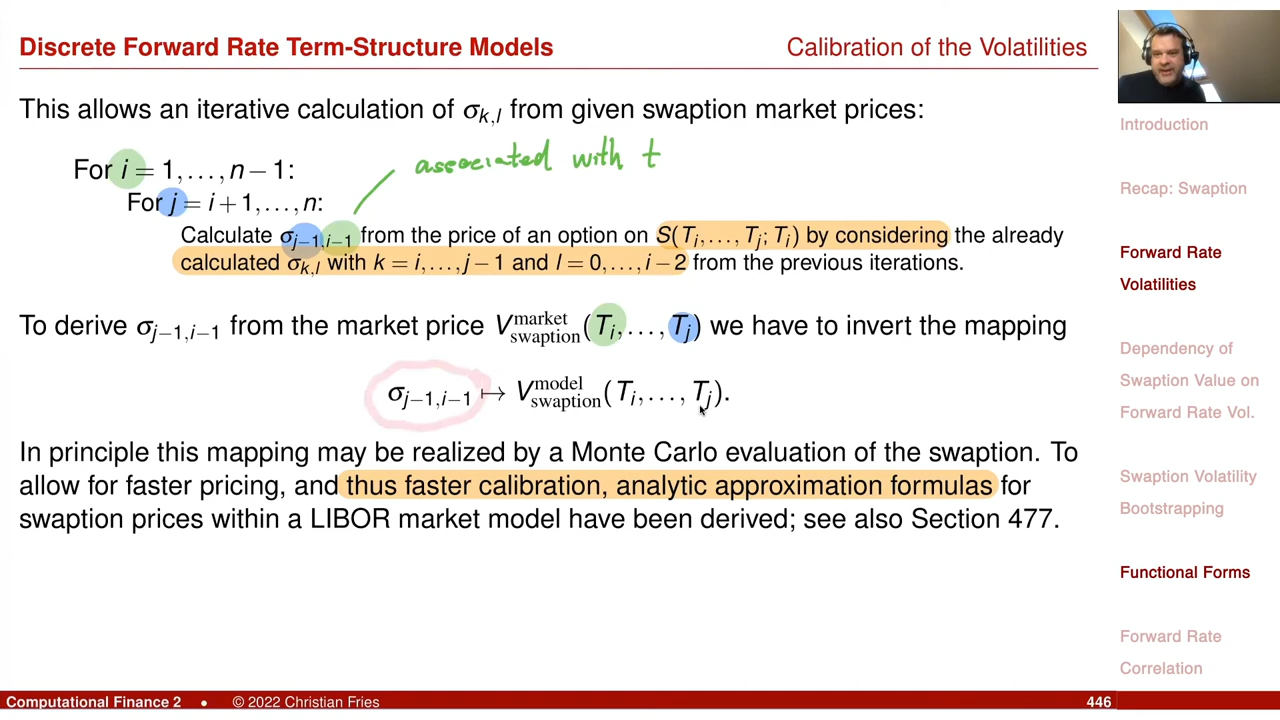 Discrete Forward Rate Term-Structure Models
Calibration of the Volatilities
This allows an iterative calculation of σ_{k,l} from given swaption market prices:
associated with t
For i = 1,…,n−1:
For j = i+1,…,n:
Calculate σ_{j−1,i−1} from the price of an option on S(T_i,…,T_j;T_i) by considering the already
calculated σ_{k,l} with k = i,…,j−1 and l = 0,…,i−2 from the previous iterations.
To derive σ_{j−1,i−1} from the market price V^{market}_{swaption}(T_i,…,T_j) we have to invert the mapping
σ_{j−1,i−1} ↦ V^{model}_{swaption}(T_i,…,T_j).
In principle this mapping may be realized by a Monte Carlo evaluation of the swaption. To
allow for faster pricing, and thus faster calibration, analytic approximation formulas for
swaption prices within a LIBOR market model have been derived; see also Section 477.
Introduction
Recap: Swaption
Forward Rate
Volatilities
Dependency of
Swaption Value on
Forward Rate Vol.
Swaption Volatility
Bootstrapping
Functional Forms
Forward Rate
Correlation
Computational Finance 2 • © 2022 Christian Fries
446